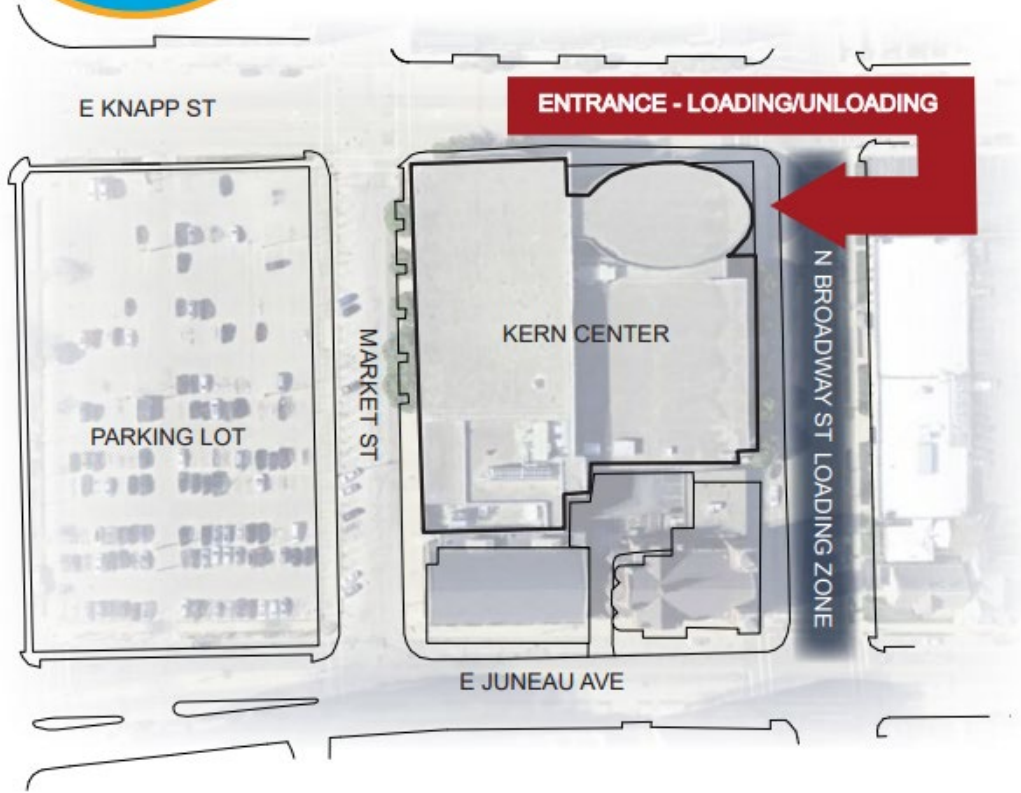 E KNAPP ST
ENTRANCE - LOADING/UNLOADING
KERN CENTER
MARKET ST
PARKING LOT
N BROADWAY ST LOADING ZONE
E JUNEAU AVE